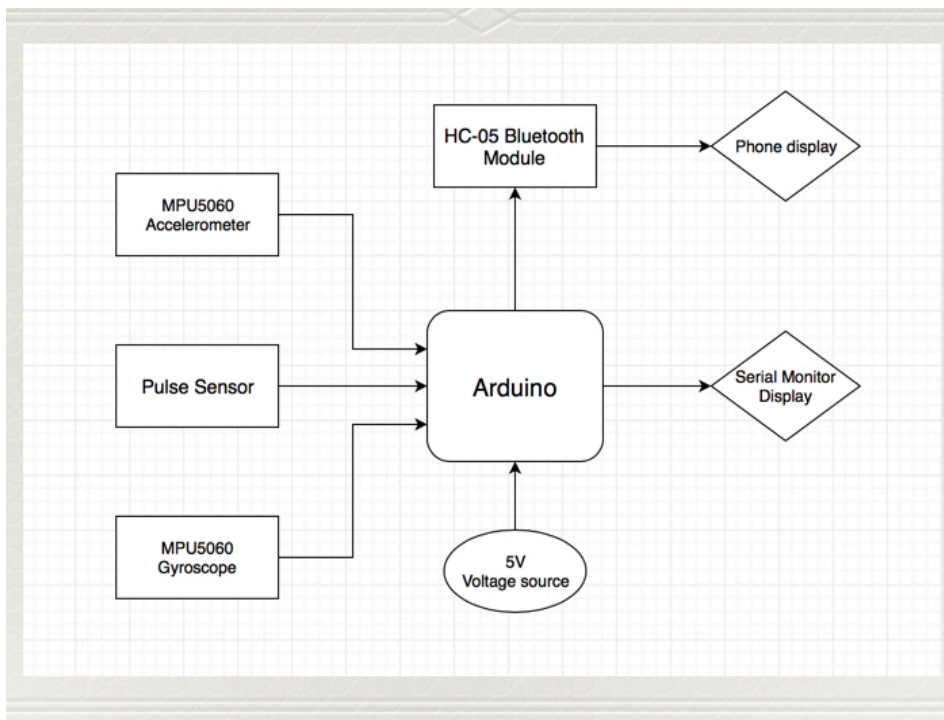 HC-05 Bluetooth
Module
Phone display
MPU5060
Accelerometer
Pulse Sensor
Arduino
Serial Monitor
Display
MPU5060
Gyroscope
5V
Voltage source